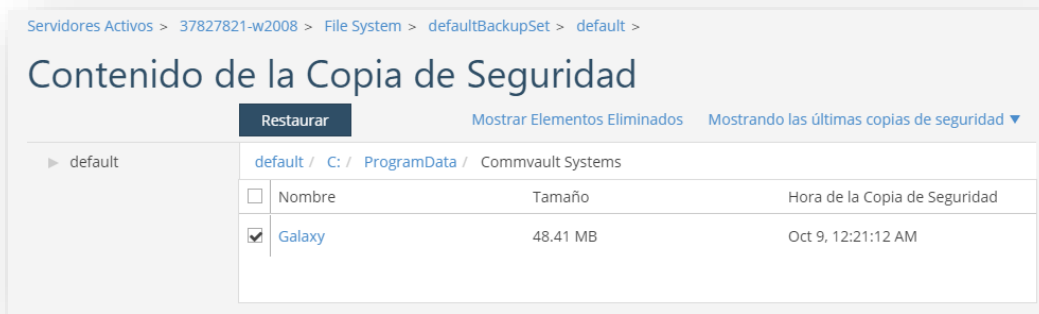 Servidores Activos > 37827821-w2008 > File System > defaultBackupSet > default >
Contenido de la Copia de Seguridad
Restaurar Mostrar Elementos Eliminados Mostrando las últimas copias de seguridad ▼
default default / C: / ProgramData / Commvault Systems
Nombre Tamaño Hora de la Copia de Seguridad
Galaxy 48.41 MB Oct 9, 12:21:12 AM